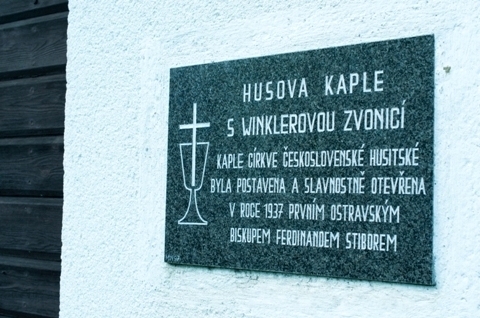 HUSOVA KAPLE
S WINKLEROVOU ZVONICÍ
KAPLE CÍRKVE ČESKOSLOVENSKÉ HUSITSKÉ
BYLA POSTAVENA A SLAVNOSTNĚ OTEVŘENA
V ROCE 1937 PRVNÍM OSTRAVSKÝM
BISKUPEM FERDINANDEM STIBOREM